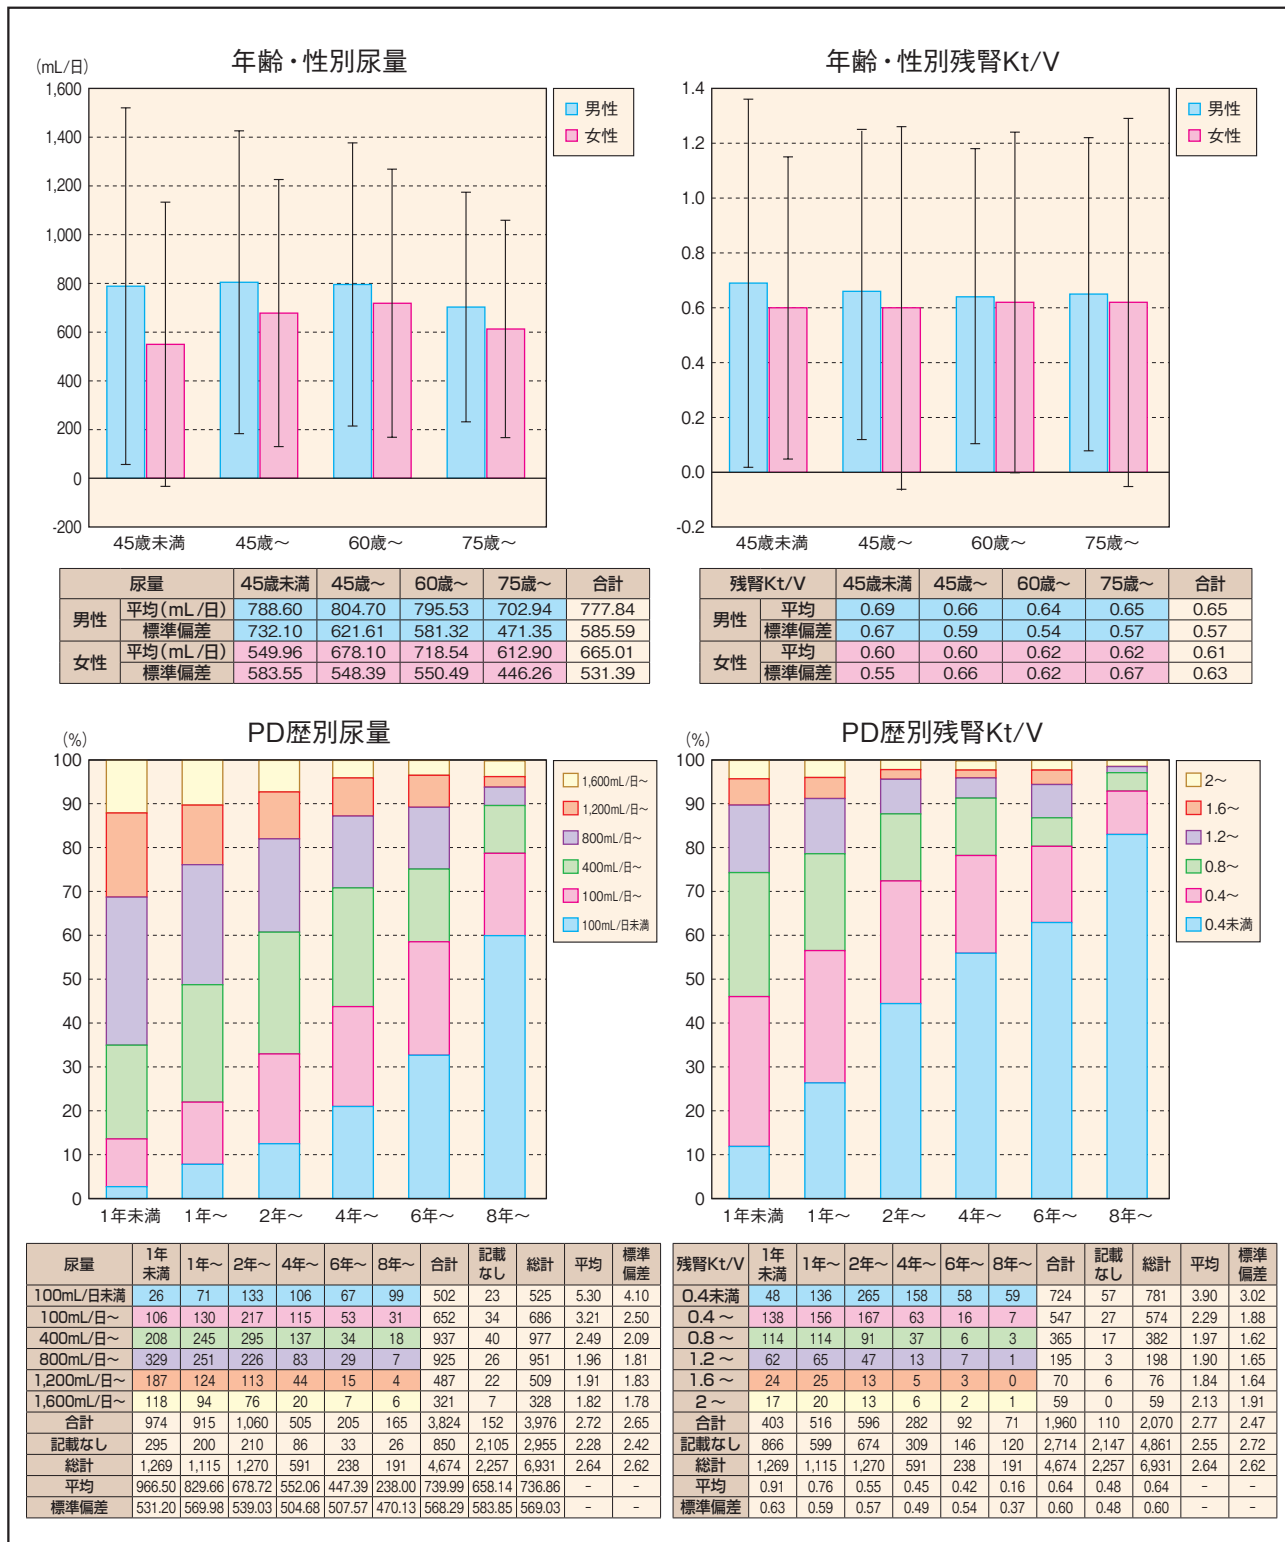 年齢・性別尿量
(mL/日)
1,600
1,400
1,200
1,000
800
600
400
200
0
-200
45歳未満 45歳〜 60歳〜 75歳〜
男性
女性
尿量 45歳未満 45歳〜 60歳〜 75歳〜 合計
男性 平均(mL/日) 788.60 804.70 795.53 702.94 777.84
標準偏差 732.10 621.61 581.32 471.35 585.59
女性 平均(mL/日) 549.96 678.10 718.54 612.90 665.01
標準偏差 583.55 548.39 550.49 446.26 531.39
年齢・性別残腎Kt/V
1.4
1.2
1.0
0.8
0.6
0.4
0.2
0.0
-0.2
45歳未満 45歳〜 60歳〜 75歳〜
男性
女性
残腎Kt/V 45歳未満 45歳〜 60歳〜 75歳〜 合計
男性 平均 0.69 0.66 0.64 0.65 0.65
標準偏差 0.67 0.59 0.54 0.57 0.57
女性 平均 0.60 0.60 0.62 0.62 0.61
標準偏差 0.55 0.66 0.62 0.67 0.63
PD歴別尿量
(%)
100
90
80
70
60
50
40
30
20
10
0
1年未満 1年〜 2年〜 4年〜 6年〜 8年〜
1,600mL/日〜
1,200mL/日〜
800mL/日〜
400mL/日〜
100mL/日〜
100mL/日未満
尿量 1年未満 1年〜 2年〜 4年〜 6年〜 8年〜 合計 記載なし 総計 平均 標準偏差
100mL/日未満 26 71 133 106 67 99 502 23 525 5.30 4.10
100mL/日〜 106 130 217 115 53 31 652 34 686 3.21 2.50
400mL/日〜 208 245 295 137 34 18 937 40 977 2.49 2.09
800mL/日〜 329 251 226 83 29 7 925 26 951 1.96 1.81
1,200mL/日〜 187 124 113 44 15 4 487 22 509 1.91 1.83
1,600mL/日〜 118 94 76 20 7 6 321 7 328 1.82 1.78
合計 974 915 1,060 505 205 165 3,824 152 3,976 2.72 2.65
記載なし 295 200 210 86 33 26 850 2,105 2,955 2.28 2.42
総計 1,269 1,115 1,270 591 238 191 4,674 2,257 6,931 2.64 2.62
平均 966.50 829.66 678.72 552.06 447.39 238.00 739.99 658.14 736.86 − −
標準偏差 531.20 569.98 539.03 504.68 507.57 470.13 568.29 583.85 569.03 − −
PD歴別残腎Kt/V
(%)
100
90
80
70
60
50
40
30
20
10
0
1年未満 1年〜 2年〜 4年〜 6年〜 8年〜
2〜
1.6〜
1.2〜
0.8〜
0.4〜
0.4未満
残腎Kt/V 1年未満 1年〜 2年〜 4年〜 6年〜 8年〜 合計 記載なし 総計 平均 標準偏差
0.4未満 48 136 265 158 58 59 724 57 781 3.90 3.02
0.4〜 138 156 167 63 16 7 547 27 574 2.29 1.88
0.8〜 114 114 91 37 6 3 365 17 382 1.97 1.62
1.2〜 62 65 47 13 7 1 195 3 198 1.90 1.65
1.6〜 24 25 13 5 3 0 70 6 76 1.84 1.64
2〜 17 20 13 6 2 1 59 0 59 2.13 1.91
合計 403 516 596 282 92 71 1,960 110 2,070 2.77 2.47
記載なし 866 599 674 309 146 120 2,714 2,147 4,861 2.55 2.72
総計 1,269 1,115 1,270 591 238 191 4,674 2,257 6,931 2.64 2.62
平均 0.91 0.76 0.55 0.45 0.42 0.16 0.64 0.48 0.64 − −
標準偏差 0.63 0.59 0.57 0.49 0.54 0.37 0.60 0.48 0.60 − −